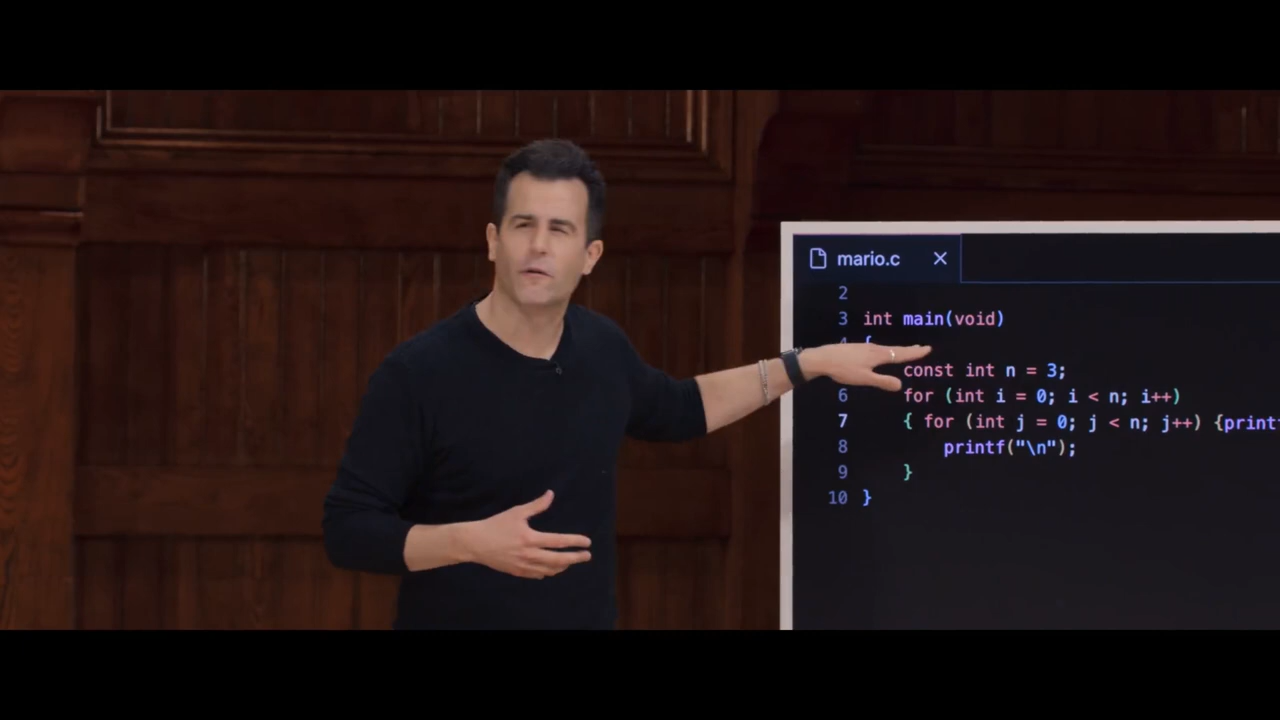 mario.c
2
3 int main(void)
4 {
const int n = 3;
6 for (int i = 0; i < n; i++)
7 { for (int j = 0; j < n; j++) {print
8 printf("\n");
9 }
10 }